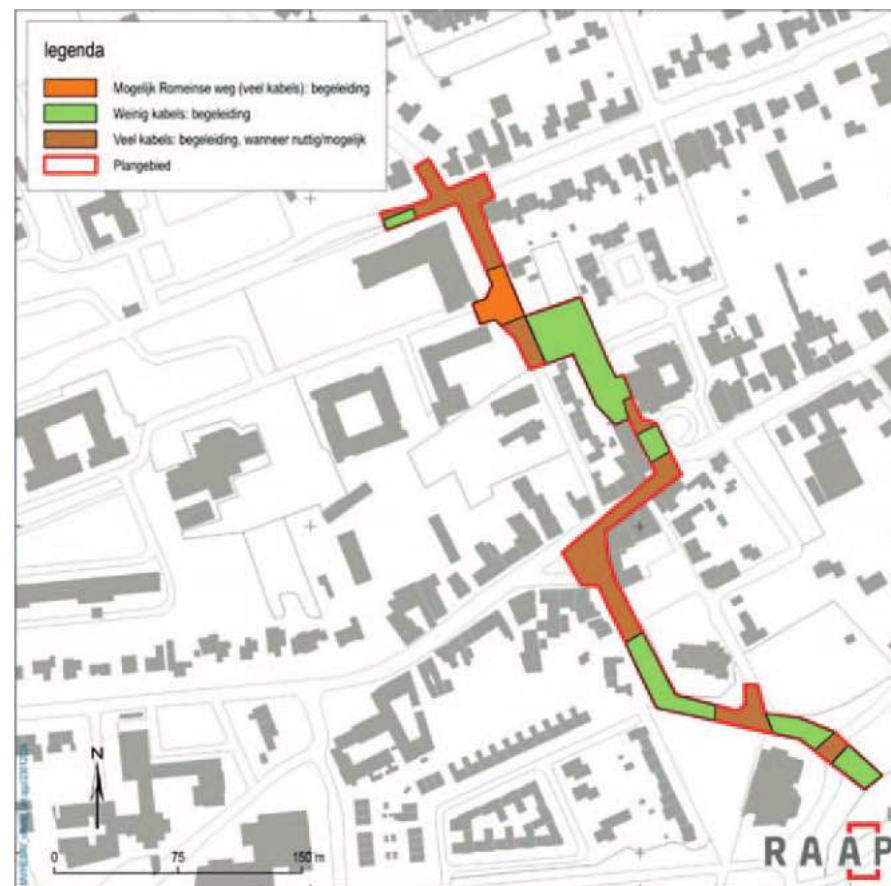 legenda
Mogelijk Romeinse weg (veel kabels): begeleiding
Weinig kabels: begeleiding
Veel kabels: begeleiding, wanneer nuttig/mogelijk
Plangebied
N
0 75 150 m
RAAP